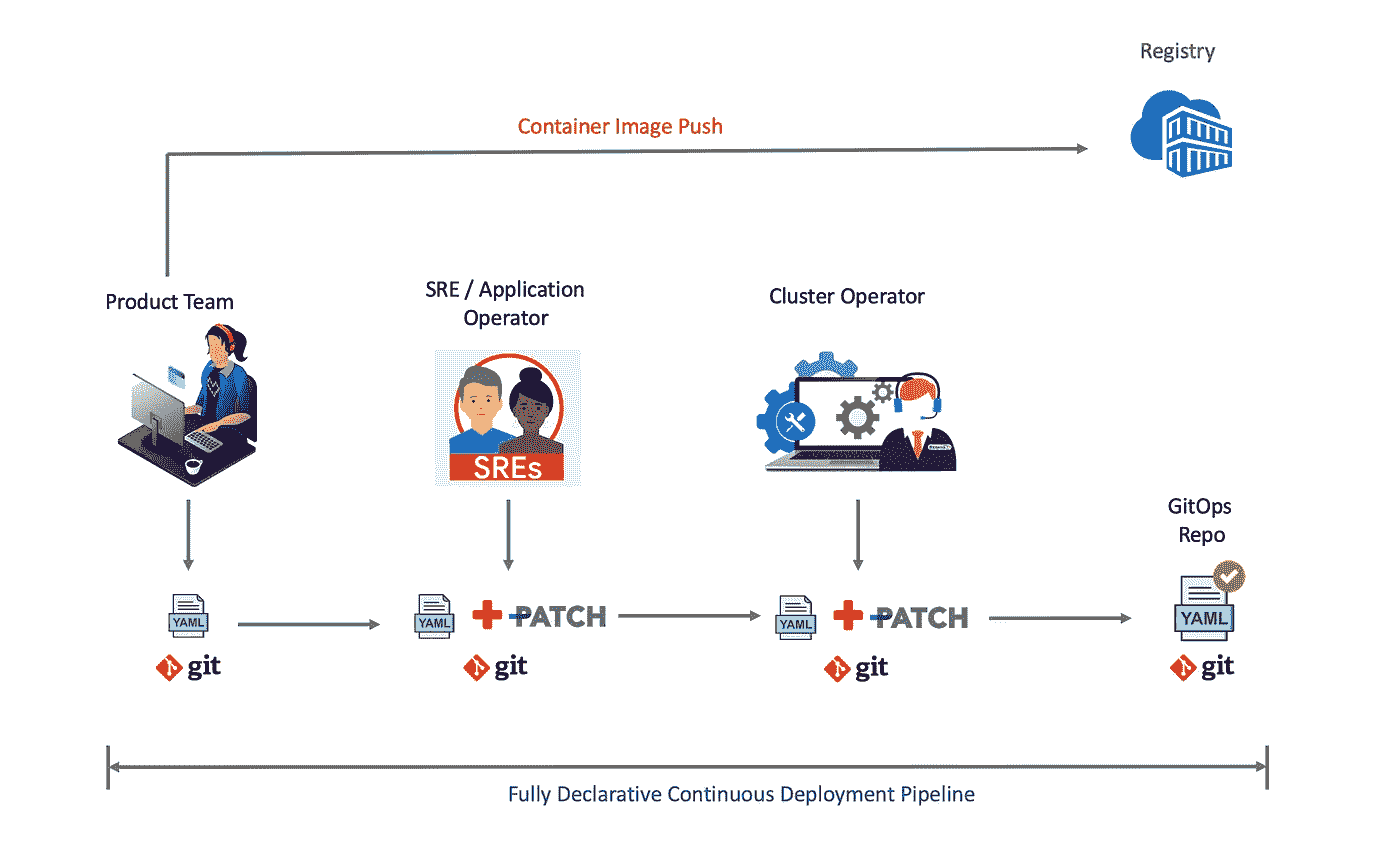 Registry
Container Image Push
Product Team
SRE / Application
Operator
Cluster Operator
SREs
GitOps
Repo
YAML
YAML
PATCH
YAML
PATCH
YAML
git
git
git
git
Fully Declarative Continuous Deployment Pipeline